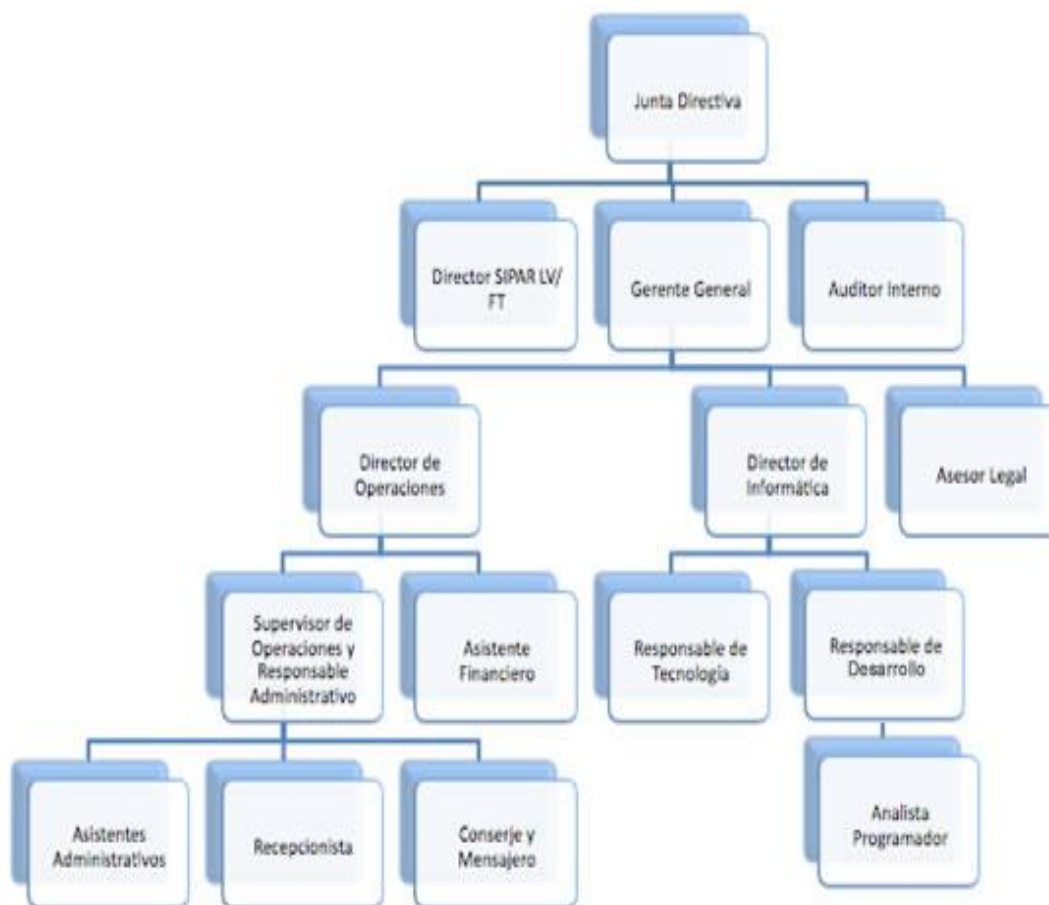 Junta Directiva
Director SIPAR LV/
FT
Gerente General
Auditor Interno
Director de
Operaciones
Director de
Informática
Asesor Legal
Supervisor de
Operaciones y
Responsable
Administrativo
Asistente
Financiero
Responsable de
Tecnología
Responsable de
Desarrollo
Asistentes
Administrativos
Recepcionista
Conserje y
Mensajero
Analista
Programador